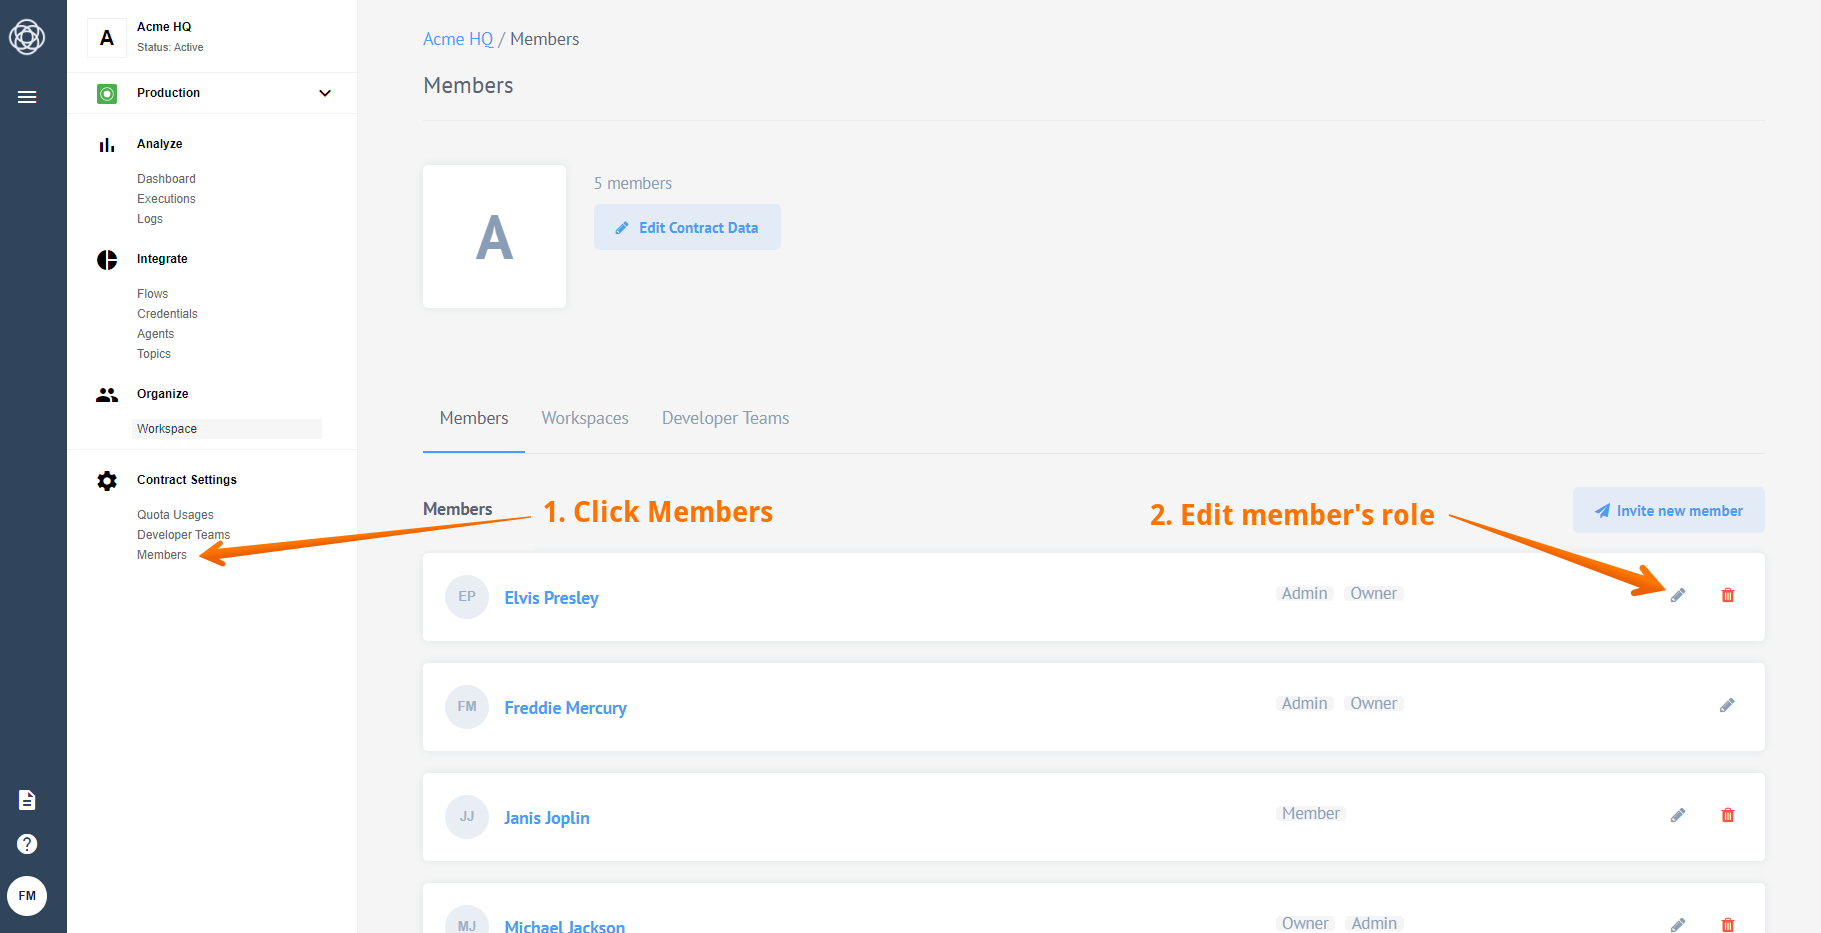 A
Acme HQ
Status: Active
Production
Analyze
Dashboard
Executions
Logs
Integrate
Flows
Credentials
Agents
Topics
Organize
Workspace
Contract Settings
Quota Usages
Developer Teams
Members
FM
Acme HQ / Members
Members
A
5 members
Edit Contract Data
Members Workspaces Developer Teams
Members
1. Click Members
2. Edit member's role
Invite new member
EP Elvis Presley Admin Owner
FM Freddie Mercury Admin Owner
JJ Janis Joplin Member
MJ Michael Jackson Owner Admin